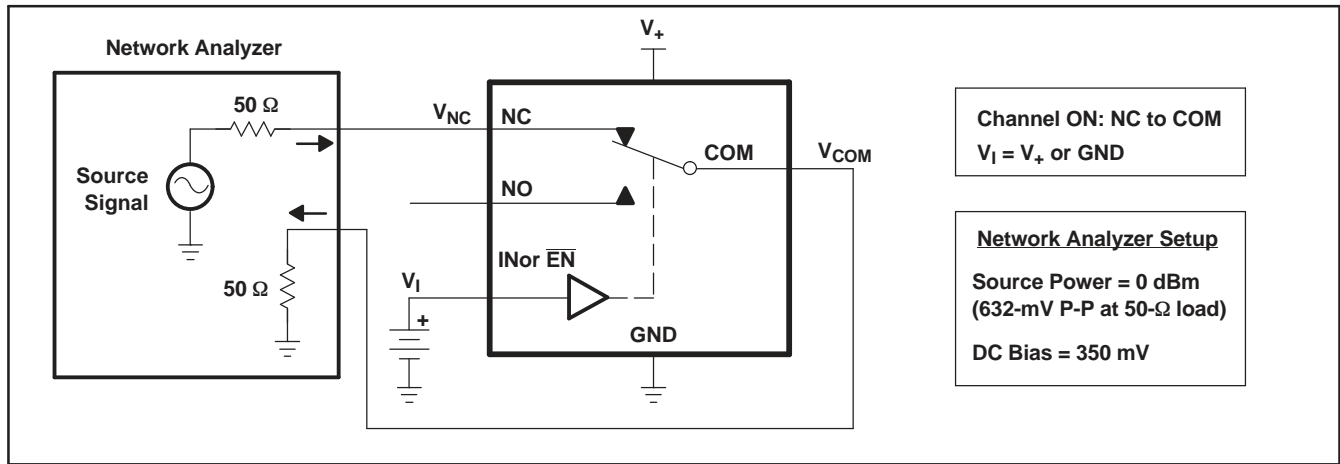 Network Analyzer
50 Ω
Source
Signal
50 Ω
V+
VNC
NC
NO
COM
VCOM
INor EN
VI
+
GND
Channel ON: NC to COM
VI = V+ or GND
Network Analyzer Setup
Source Power = 0 dBm
(632-mV P-P at 50-Ω load)
DC Bias = 350 mV